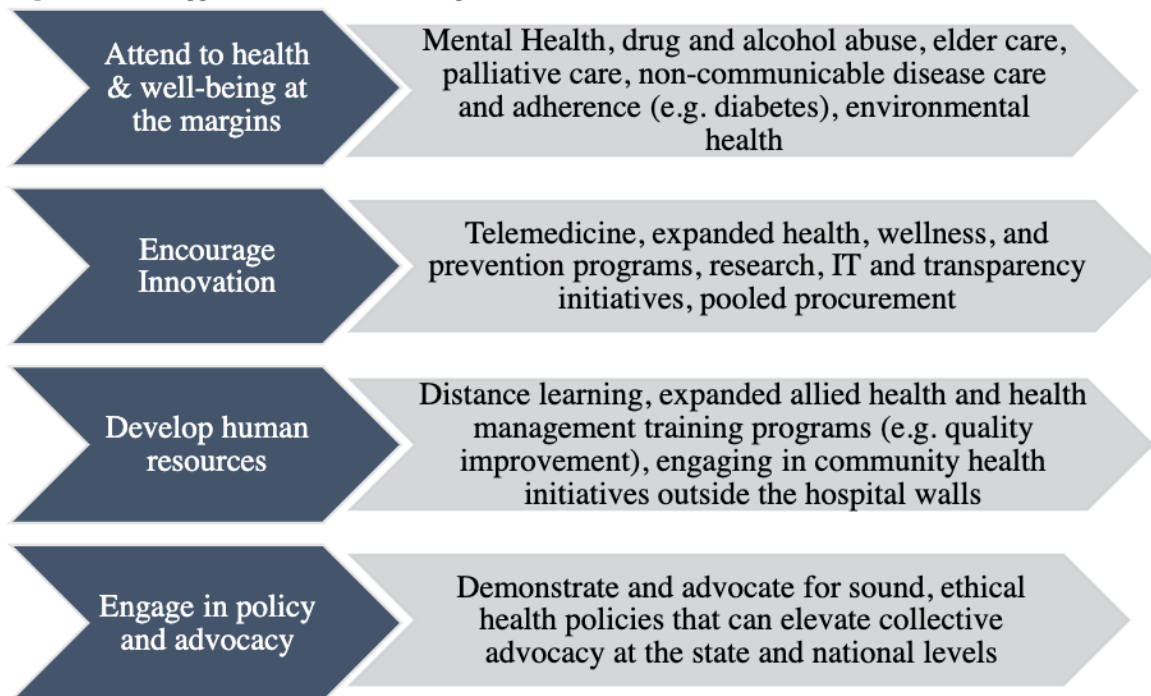 Attend to health
& well-being at
the margins
Mental Health, drug and alcohol abuse, elder care,
palliative care, non-communicable disease care
and adherence (e.g. diabetes), environmental
health
Encourage
Innovation
Telemedicine, expanded health, wellness, and
prevention programs, research, IT and transparency
initiatives, pooled procurement
Develop human
resources
Distance learning, expanded allied health and health
management training programs (e.g. quality
improvement), engaging in community health
initiatives outside the hospital walls
Engage in policy
and advocacy
Demonstrate and advocate for sound, ethical
health policies that can elevate collective
advocacy at the state and national levels